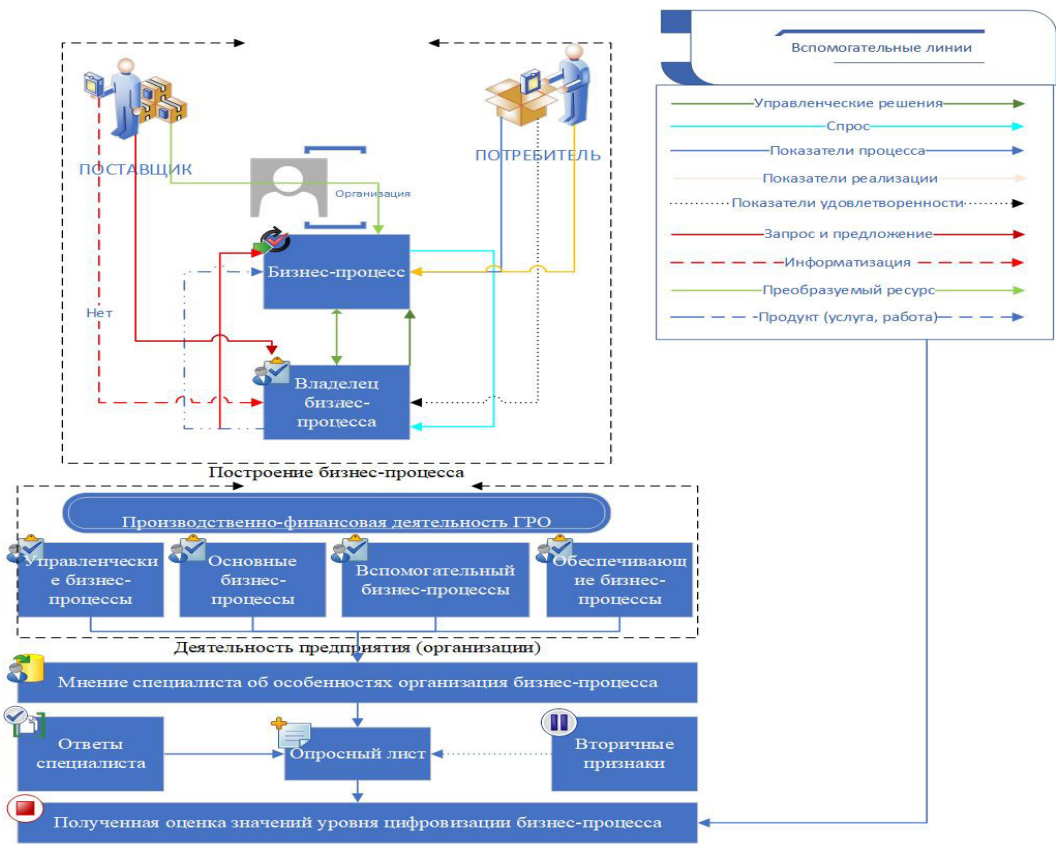 Вспомогательные линии
Управленческие решения
Спрос
Показатели процесса
Показатели реализации
Показатели удовлетворенности
Запрос и предложение
Информатизация
Преобразуемый ресурс
Продукт (услуга, работа)
ПОСТАВЩИК
ПОТРЕБИТЕЛЬ
Организация
Бизнес-процесс
Нет
Владелец
бизнес-
процесса
Построение бизнес-процесса
Производственно-финансовая деятельность ГРО
Управленчески
е бизнес-
процессы
Основные
бизнес-
процессы
Вспомогательный
бизнес-процессы
Обеспечивающ
ие бизнес-
процессы
Деятельность предприятия (организации)
Мнение специалиста об особенностях организация бизнес-процесса
Ответы
специалиста
Опросный лист
Вторичные
признаки
Полученная оценка значений уровня цифровизации бизнес-процесса